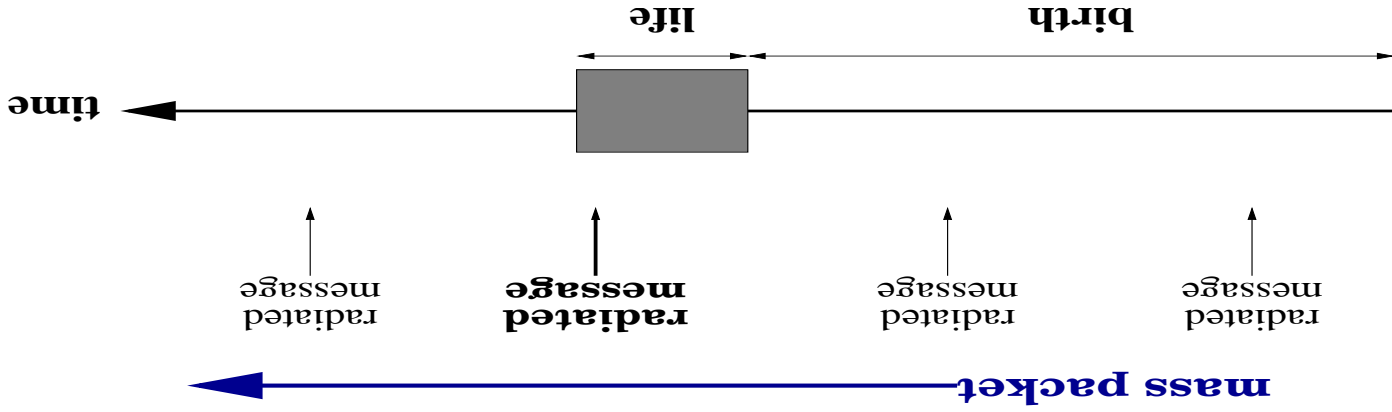 mass packet
radiated
message
radiated
message
radiated
message
radiated
message
time
birth
life